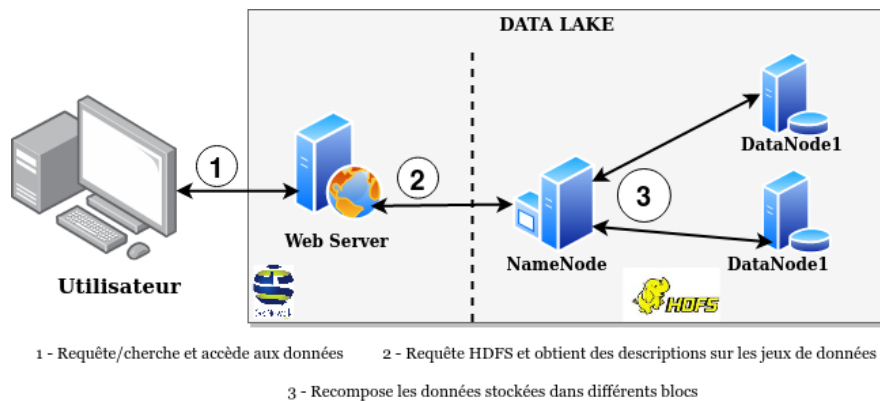 DATA LAKE
1
2
3
DataNode1
Web Server
NameNode
DataNode1
Utilisateur
GeoNetwork
HDFS
1 - Requête/cherche et accède aux données
2 - Requête HDFS et obtient des descriptions sur les jeux de données
3 - Recompose les données stockées dans différents blocs